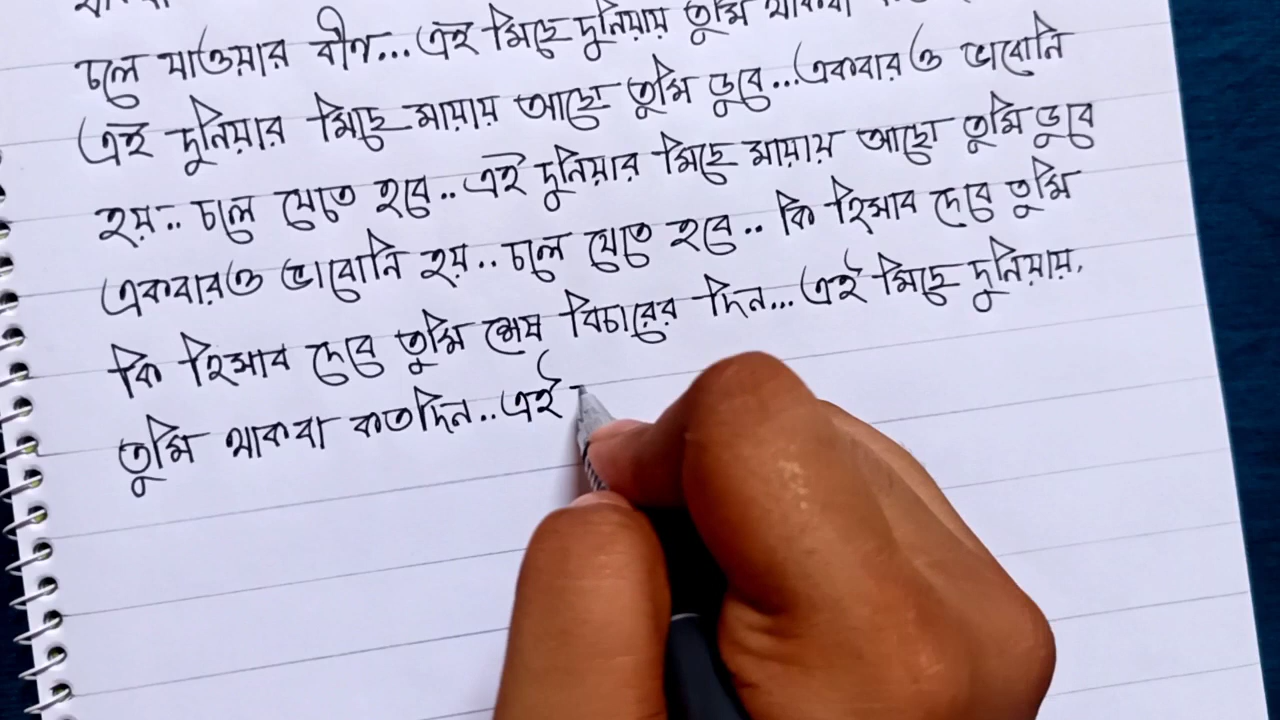 চলে যাওয়ার বীণ...এই মিছে দুনিয়ায় তুমি থাকবা
এই দুনিয়ার মিছে মায়ায় আছো তুমি ডুবে...একবারও ভাবোনি
হয়.. চলে যেতে হবে..এই দুনিয়ার মিছে মায়ায় আছো তুমি ডুবে
একবারও ভাবোনি হয়..চলে যেতে হবে.. কি হিসাব দেবে তুমি
কি হিসাব দেবে তুমি শেষ বিচারের দিন...এই মিছে দুনিয়ায়,
তুমি থাকবা কতদিন..এই